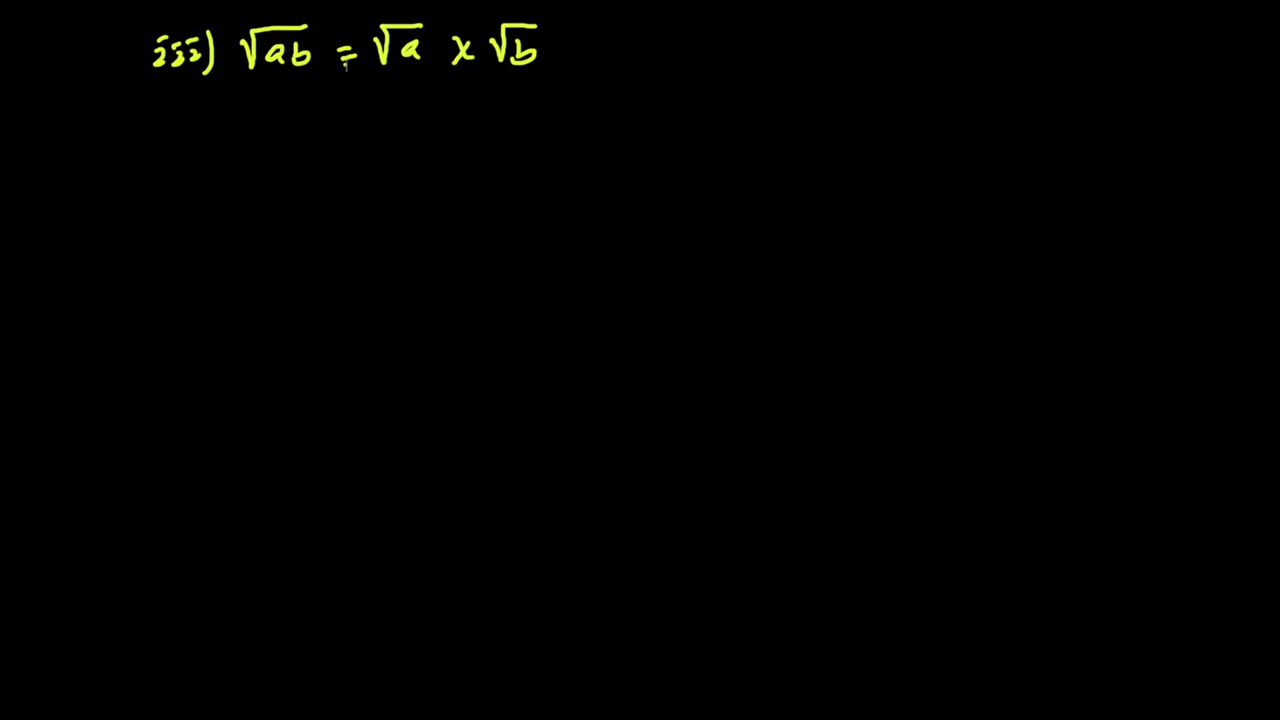 iii) √ab = √a × √b